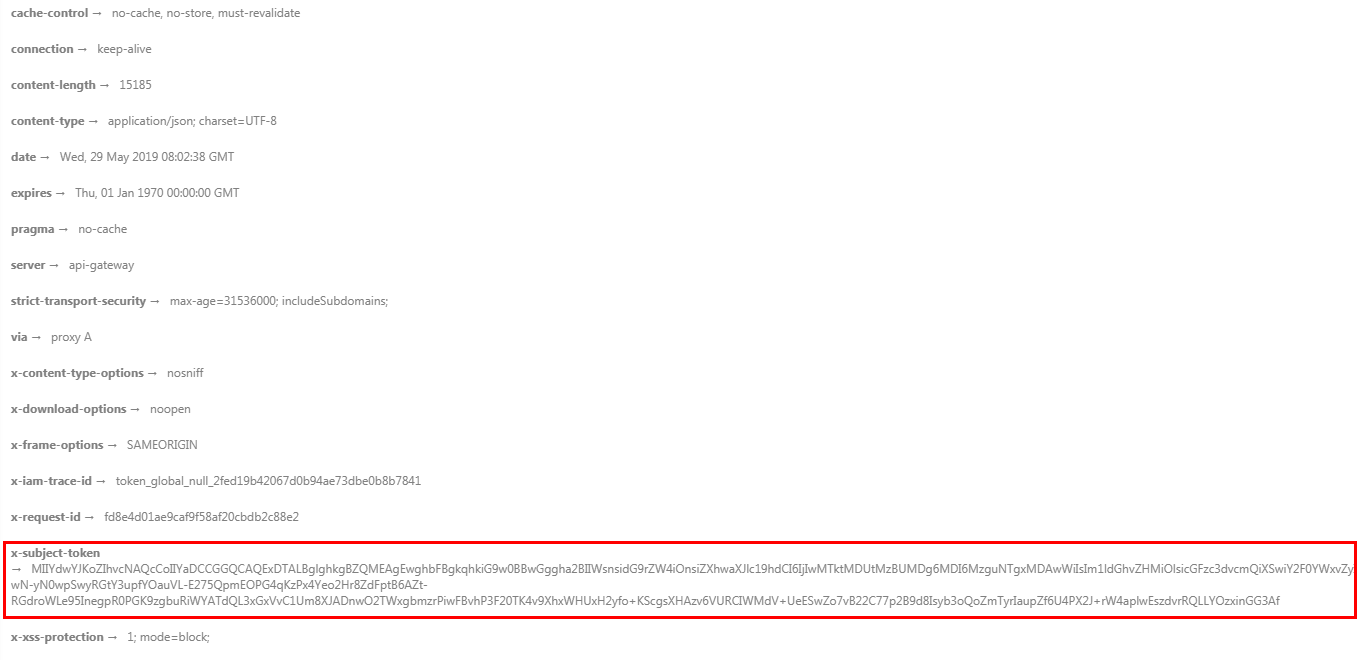 cache-control → no-cache, no-store, must-revalidate
connection → keep-alive
content-length → 15185
content-type → application/json; charset=UTF-8
date → Wed, 29 May 2019 08:02:38 GMT
expires → Thu, 01 Jan 1970 00:00:00 GMT
pragma → no-cache
server → api-gateway
strict-transport-security → max-age=31536000; includeSubdomains;
via → proxy A
x-content-type-options → nosniff
x-download-options → noopen
x-frame-options → SAMEORIGIN
x-iam-trace-id → token_global_null_2fed19b42067d0b94ae73dbe0b8b7841
x-request-id → fd8e4d01ae9caf9f58af20cbdb2c88e2
x-subject-token
→ MIIYdwYJKoZIhvcNAQcCoIIYaDCCGGQCAQExDTALBglghkgBZQMEAgEwghbFBgkqhkiG9w0BBwGggha2BIIWsnsidG9rZW4iOnsiZXhwaXJlc19hdCI6IjIwMTktMDUtMzBUMDg6MDI6MzguNTgxMDAwWiIsIm1ldGhvZHMiOlsicGFzc3dvcmQiXSwiY2F0YWxvZy
wN-yN0wpSwyRGtY3upfYOauVL-E275QpmEOPG4qKzPx4Yeo2Hr8ZdFptB6AZt-
RGdroWLe95InegpR0PGK9zgbuRiWYATdQL3xGxVvC1Um8XJADnwO2TWxgbmzrPiwFBvhP3F20TK4v9XhxWHUxH2yfo+KScgsXHAzv6VURCIWMdV+UeESwZo7vB22C77p2B9d8Isyb3oQoZmTyrIaupZf6U4PX2J+rW4aplwEszdvrRQLLYOzxinGG3Af
x-xss-protection → 1; mode=block;